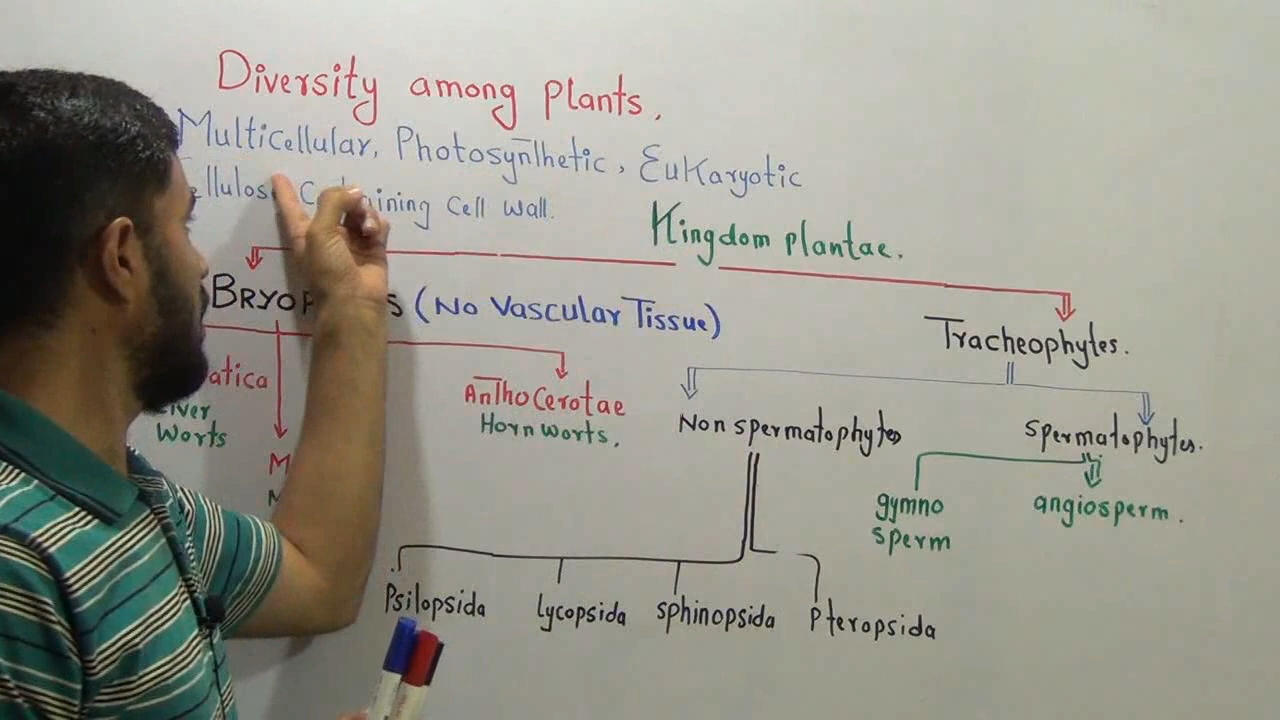 Diversity among plants.
Multicellular, Photosynthetic, Eukaryotic
Cell Wall.
Kingdom plantae.
(No Vascular Tissue)
Tracheophytes.
AnthoCerotae
Worts
Horn worts.
Non spermatophytes
Spermatophytes.
gymno
sperm
angiosperm.
Psilopsida
lycopsida
sphinopsida
Pteropsida